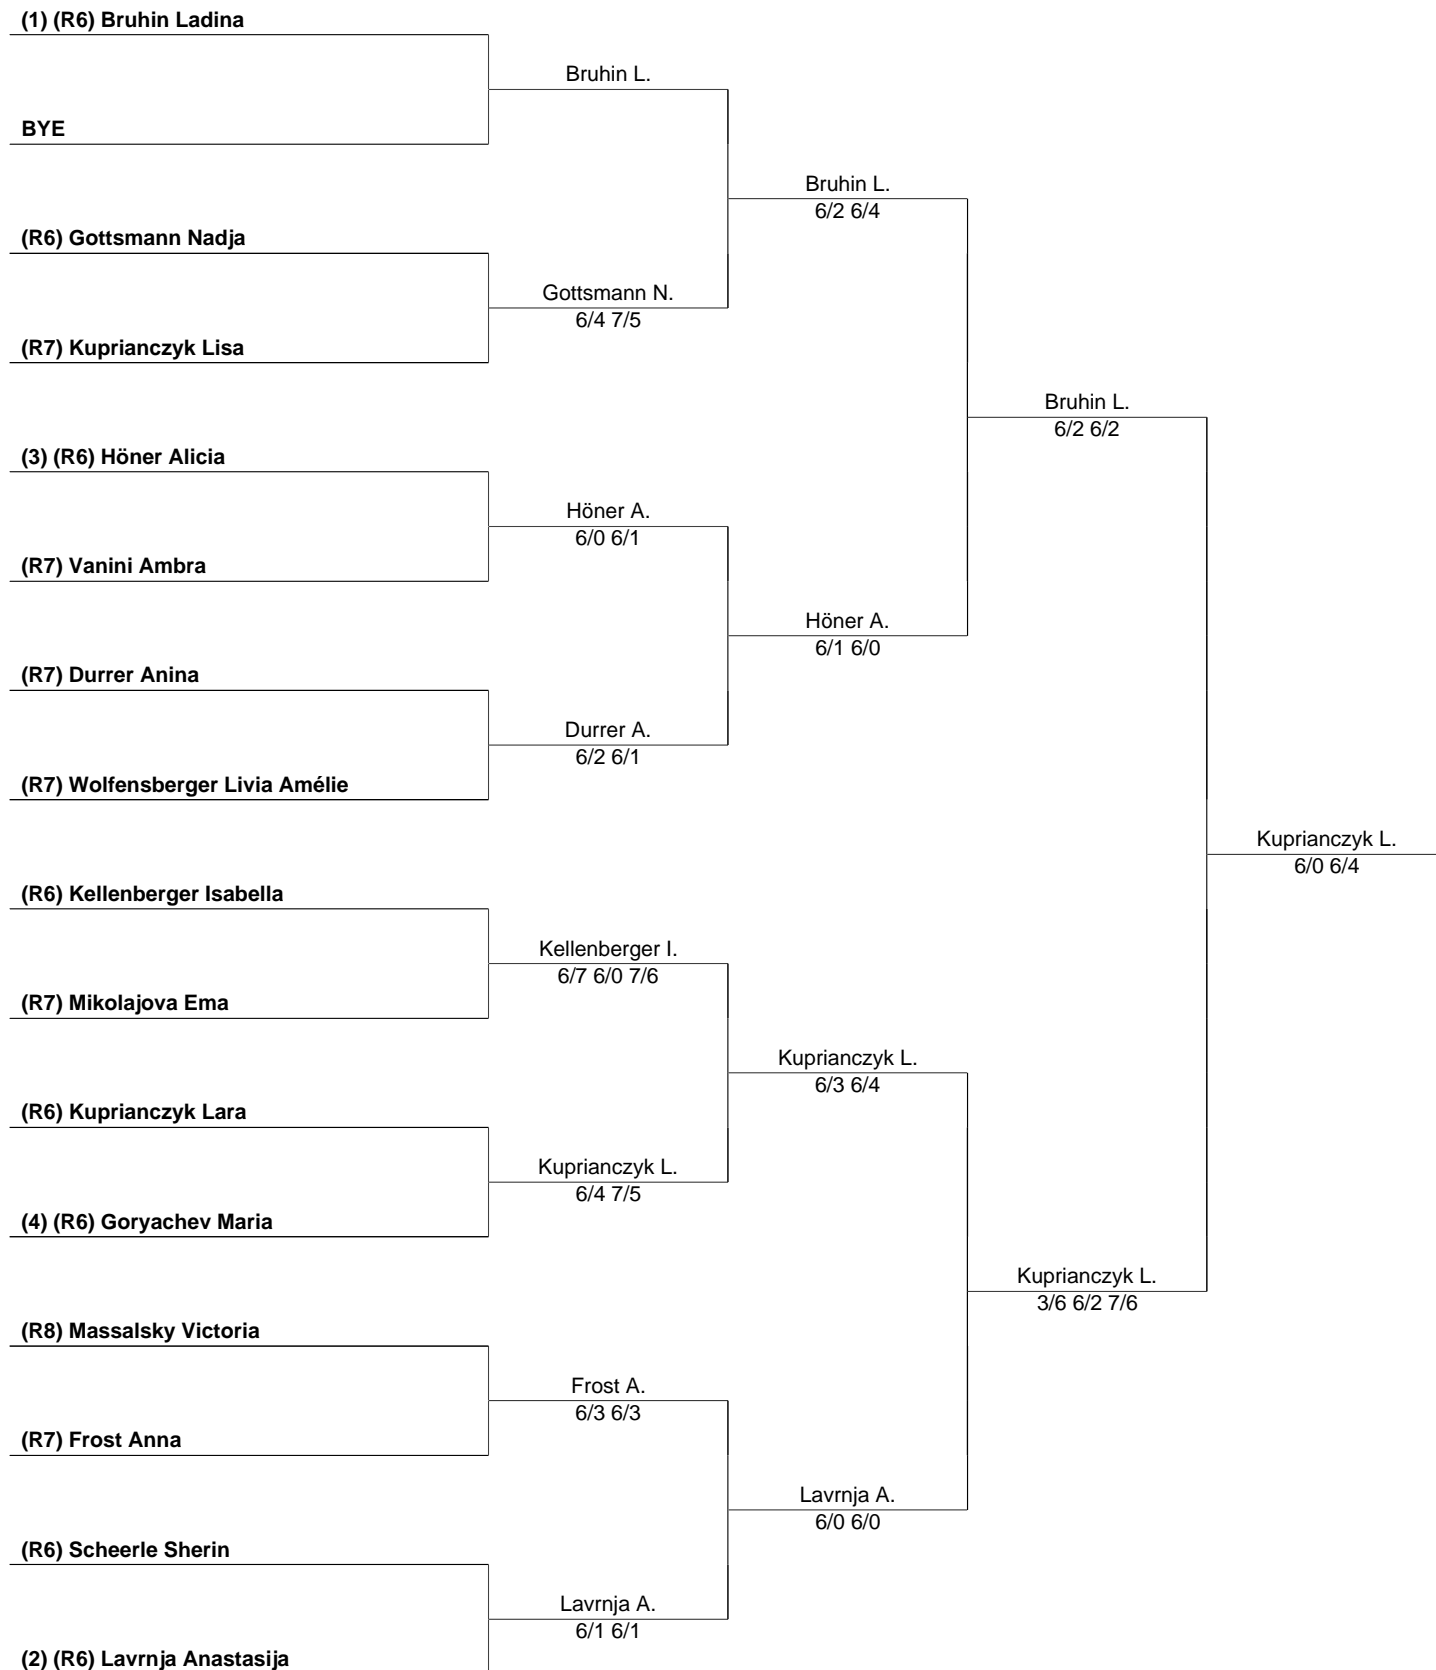 (1) (R6) Bruhin Ladina
Bruhin L.
BYE
Bruhin L.
6/2 6/4
(R6) Gottsmann Nadja
Gottsmann N.
6/4 7/5
(R7) Kuprianczyk Lisa
Bruhin L.
6/2 6/2
(3) (R6) Höner Alicia
Höner A.
6/0 6/1
(R7) Vanini Ambra
Höner A.
6/1 6/0
(R7) Durrer Anina
Durrer A.
6/2 6/1
(R7) Wolfensberger Livia Amélie
Kuprianczyk L.
6/0 6/4
(R6) Kellenberger Isabella
Kellenberger I.
6/7 6/0 7/6
(R7) Mikolajova Ema
Kuprianczyk L.
6/3 6/4
(R6) Kuprianczyk Lara
Kuprianczyk L.
6/4 7/5
(4) (R6) Goryachev Maria
Kuprianczyk L.
3/6 6/2 7/6
(R8) Massalsky Victoria
Frost A.
6/3 6/3
(R7) Frost Anna
Lavrnja A.
6/0 6/0
(R6) Scheerle Sherin
Lavrnja A.
6/1 6/1
(2) (R6) Lavrnja Anastasija